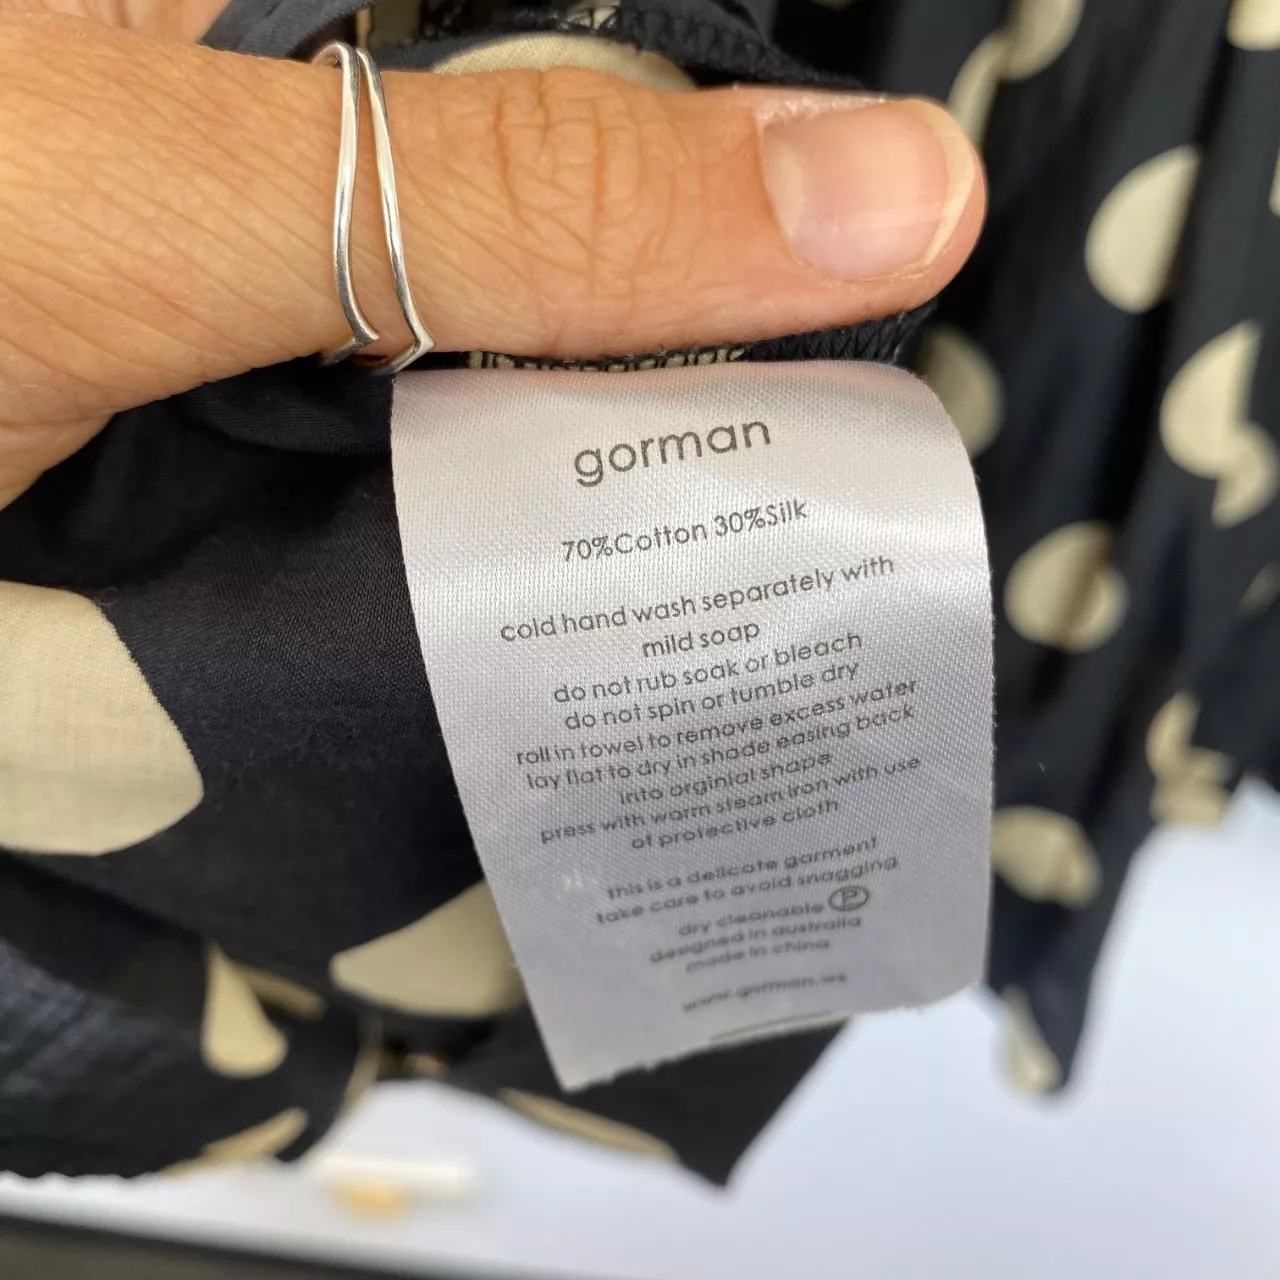 gorman
70%Cotton 30%Silk
cold hand wash separately with
mild soap
do not rub soak or bleach
do not spin or tumble dry
roll in towel to remove excess water
lay flat to dry in shade easing back
into orginial shape
press with warm steam iron with use
of protective cloth
this is a delicate garment
take care to avoid snagging
dry cleanable Ⓟ
designed in australia
made in china
www.gorman.ws